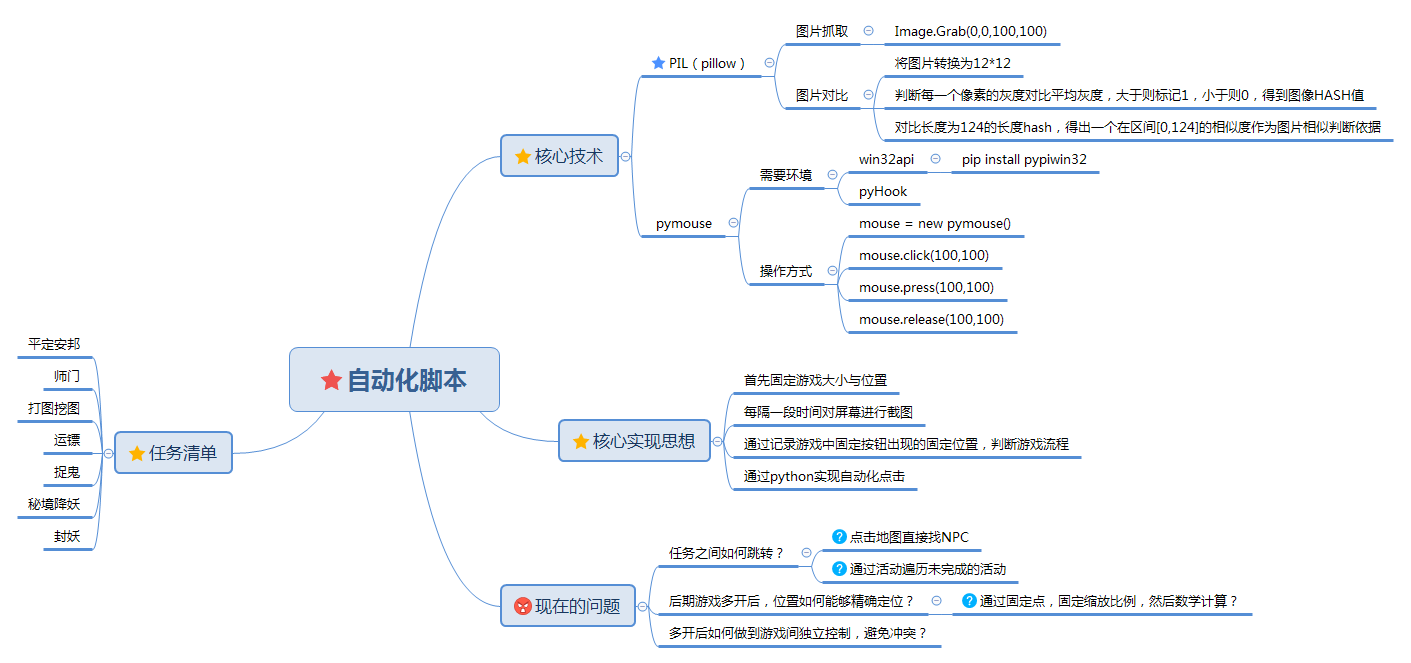 自动化脚本
核心技术
PIL（pillow）
图片抓取
Image.Grab(0,0,100,100)
图片对比
将图片转换为12*12
判断每一个像素的灰度对比平均灰度，大于则标记1，小于则0，得到图像HASH值
对比长度为124的长度hash，得出一个在区间[0,124]的相似度作为图片相似判断依据
pymouse
需要环境
win32api
pip install pypiwin32
pyHook
操作方式
mouse = new pymouse()
mouse.click(100,100)
mouse.press(100,100)
mouse.release(100,100)
核心实现思想
首先固定游戏大小与位置
每隔一段时间对屏幕进行截图
通过记录游戏中固定按钮出现的固定位置，判断游戏流程
通过python实现自动化点击
现在的问题
任务之间如何跳转？
点击地图直接找NPC
通过活动遍历未完成的活动
后期游戏多开后，位置如何能够精确定位？
通过固定点，固定缩放比例，然后数学计算？
多开后如何做到游戏间独立控制，避免冲突？
任务清单
平定安邦
师门
打图挖图
运镖
捉鬼
秘境降妖
封妖